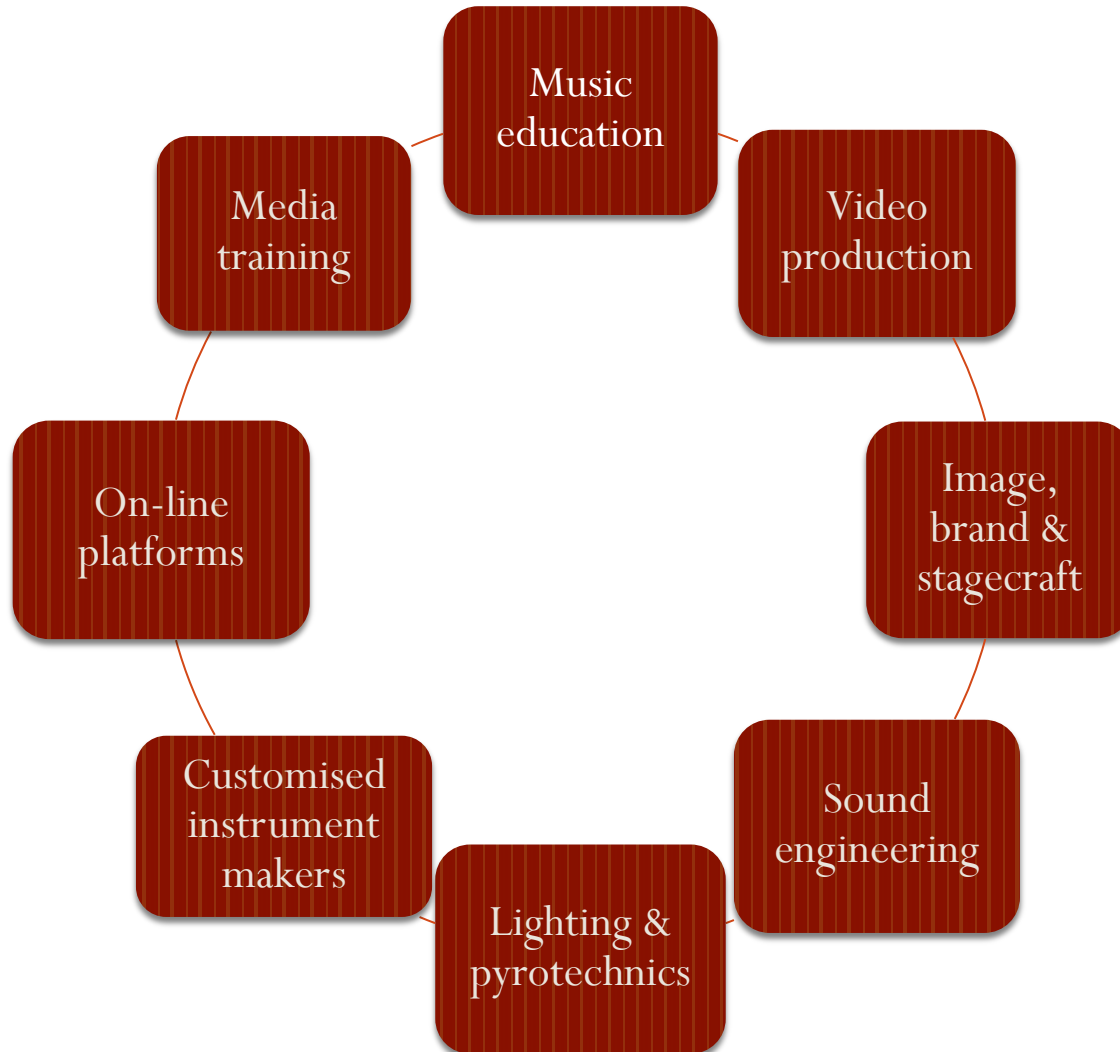 Music
education
Video
production
Image,
brand &
stagecraft
Sound
engineering
Lighting &
pyrotechnics
Customised
instrument
makers
On-line
platforms
Media
training